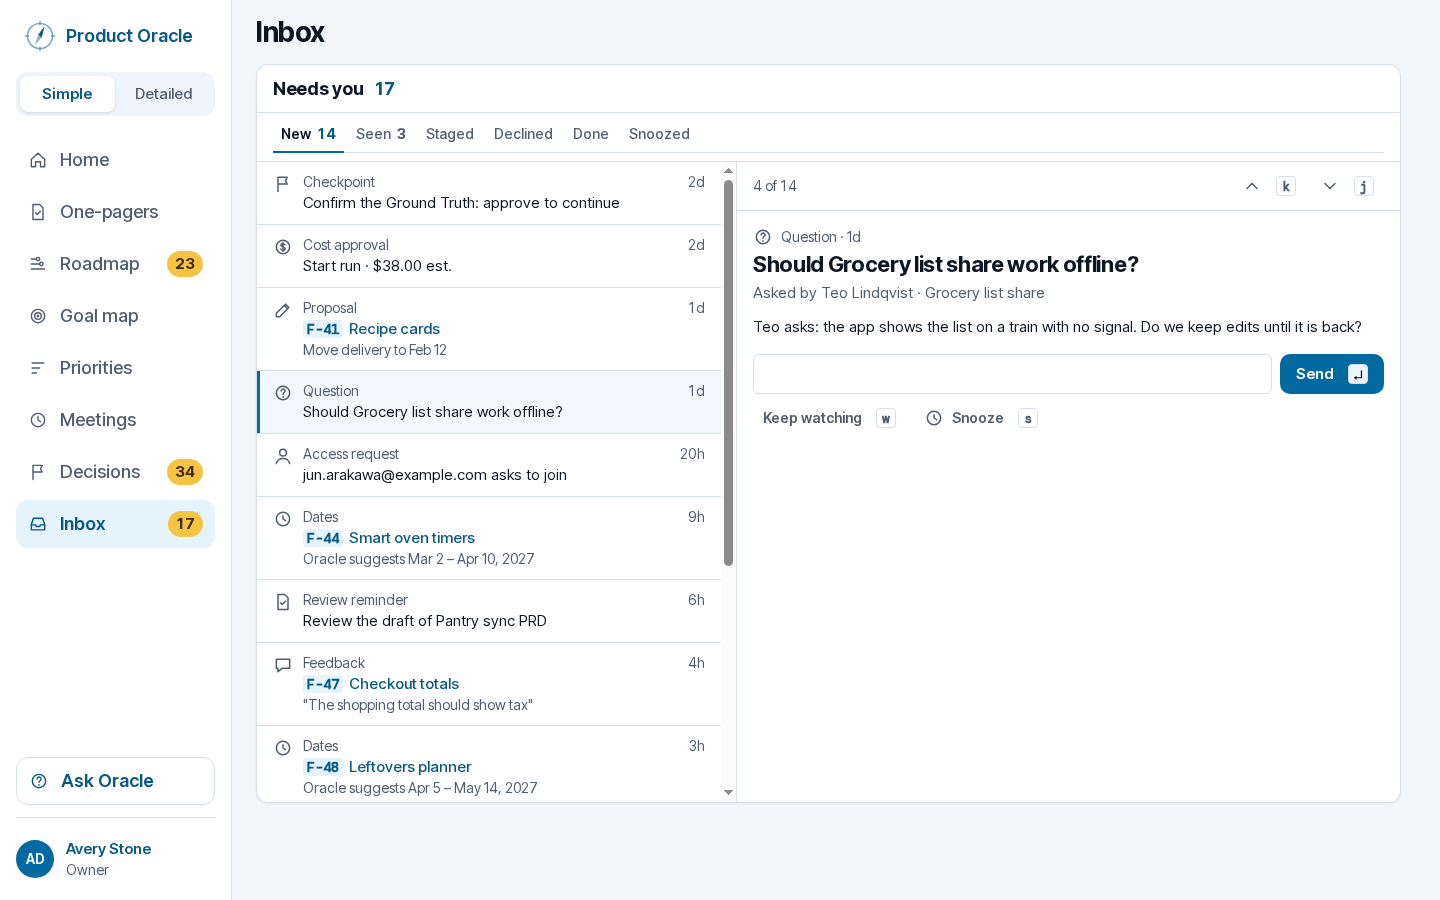 Product Oracle
Simple
Detailed
Home
One-pagers
Roadmap 23
Goal map
Priorities
Meetings
Decisions 34
Inbox 17
Ask Oracle
AD
Avery Stone
Owner
Inbox
Needs you 17
New 14
Seen 3
Staged
Declined
Done
Snoozed
Checkpoint 2d
Confirm the Ground Truth: approve to continue
Cost approval 2d
Start run · $38.00 est.
Proposal 1d
F-41 Recipe cards
Move delivery to Feb 12
Question 1d
Should Grocery list share work offline?
Access request 20h
jun.arakawa@example.com asks to join
Dates 9h
F-44 Smart oven timers
Oracle suggests Mar 2 – Apr 10, 2027
Review reminder 6h
Review the draft of Pantry sync PRD
Feedback 4h
F-47 Checkout totals
"The shopping total should show tax"
Dates 3h
F-48 Leftovers planner
Oracle suggests Apr 5 – May 14, 2027
4 of 14
k
j
Question · 1d
Should Grocery list share work offline?
Asked by Teo Lindqvist · Grocery list share
Teo asks: the app shows the list on a train with no signal. Do we keep edits until it is back?
Send ↵
Keep watching w
Snooze s